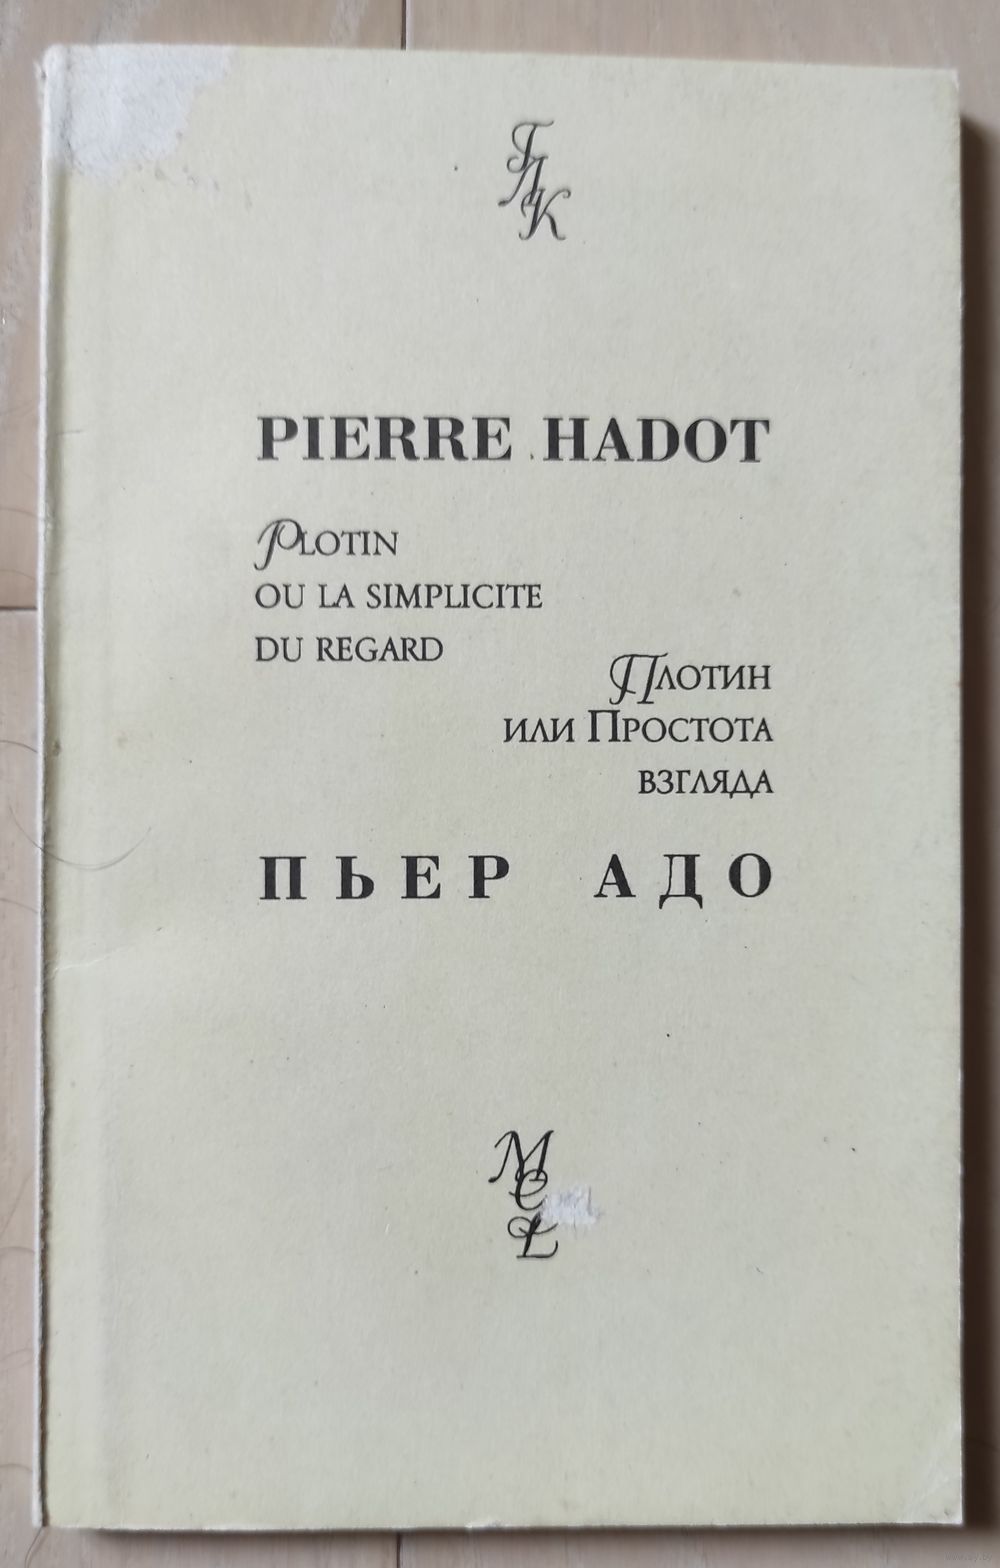 Г
Л
К
PIERRE HADOT
PLOTIN
OU LA SIMPLICITE
DU REGARD
ПЛОТИН
ИЛИ ПРОСТОТА
ВЗГЛЯДА
ПЬЕР АДО
M
C
L